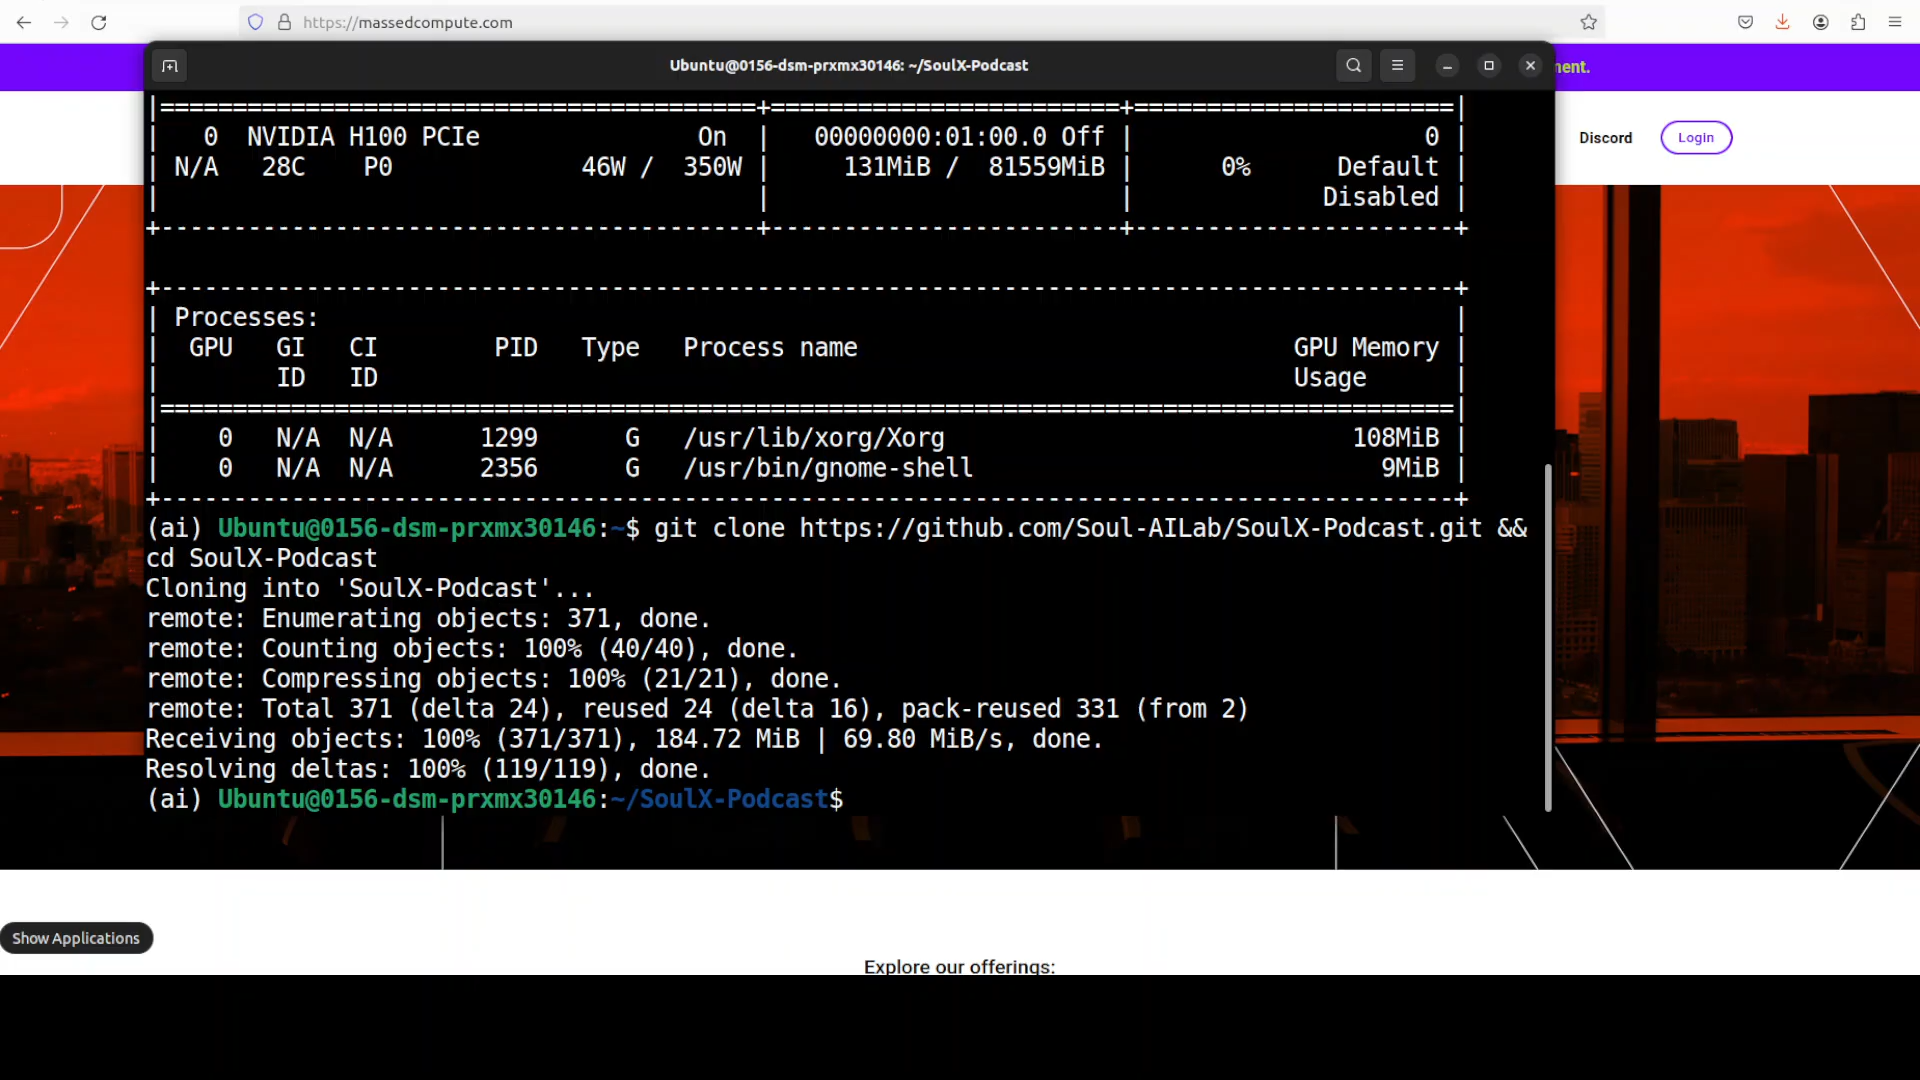 https://massedcompute.com
Ubuntu@0156-dsm-prxmx30146: ~/SoulX-Podcast
ment.
Discord
Login
|=========================================+========================+======================|
| 0 NVIDIA H100 PCIe On | 00000000:01:00.0 Off | 0 |
| N/A 28C P0 46W / 350W | 131MiB / 81559MiB | 0% Default |
| | | Disabled |
+-----------------------------------------+------------------------+----------------------+
+-----------------------------------------------------------------------------------------+
| Processes: |
| GPU GI CI PID Type Process name GPU Memory |
| ID ID Usage |
|=========================================================================================|
| 0 N/A N/A 1299 G /usr/lib/xorg/Xorg 108MiB |
| 0 N/A N/A 2356 G /usr/bin/gnome-shell 9MiB |
+-----------------------------------------------------------------------------------------+
(ai) Ubuntu@0156-dsm-prxmx30146:~$ git clone https://github.com/Soul-AILab/SoulX-Podcast.git &&
cd SoulX-Podcast
Cloning into 'SoulX-Podcast'...
remote: Enumerating objects: 371, done.
remote: Counting objects: 100% (40/40), done.
remote: Compressing objects: 100% (21/21), done.
remote: Total 371 (delta 24), reused 24 (delta 16), pack-reused 331 (from 2)
Receiving objects: 100% (371/371), 184.72 MiB | 69.80 MiB/s, done.
Resolving deltas: 100% (119/119), done.
(ai) Ubuntu@0156-dsm-prxmx30146:~/SoulX-Podcast$
Show Applications
Explore our offerings: